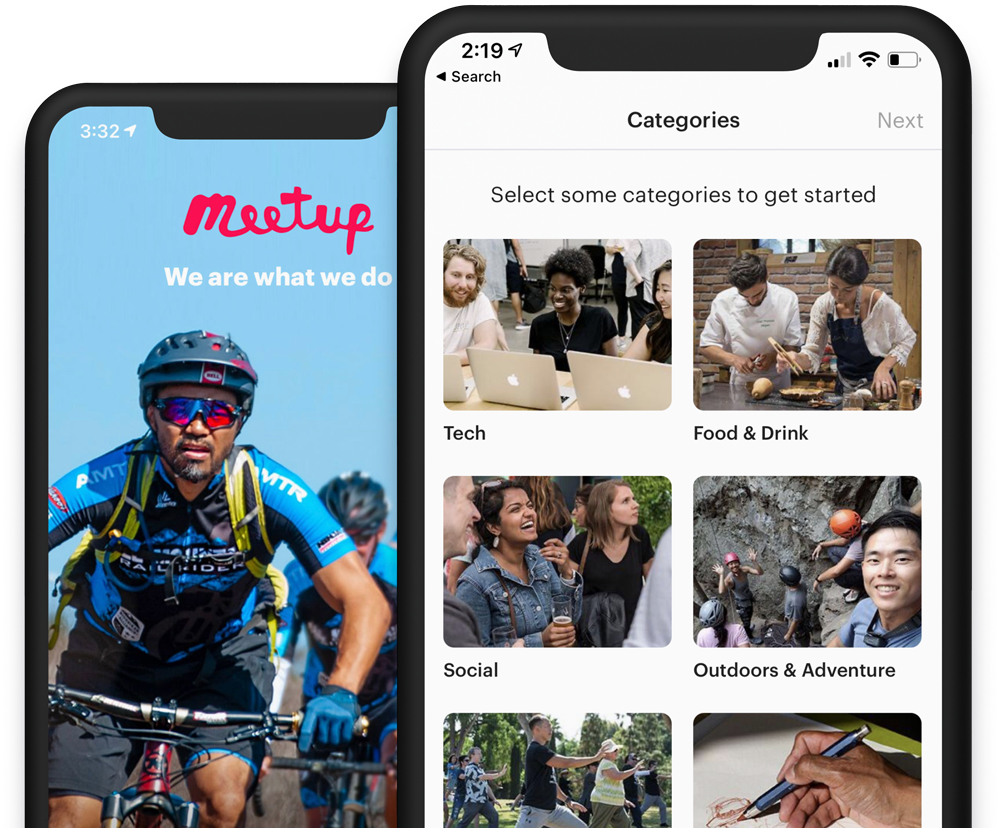 3:32
meetup
We are what we do
AMTR
BELL
2:19
Search
Categories
Next
Select some categories to get started
Tech
Food & Drink
Social
Outdoors & Adventure